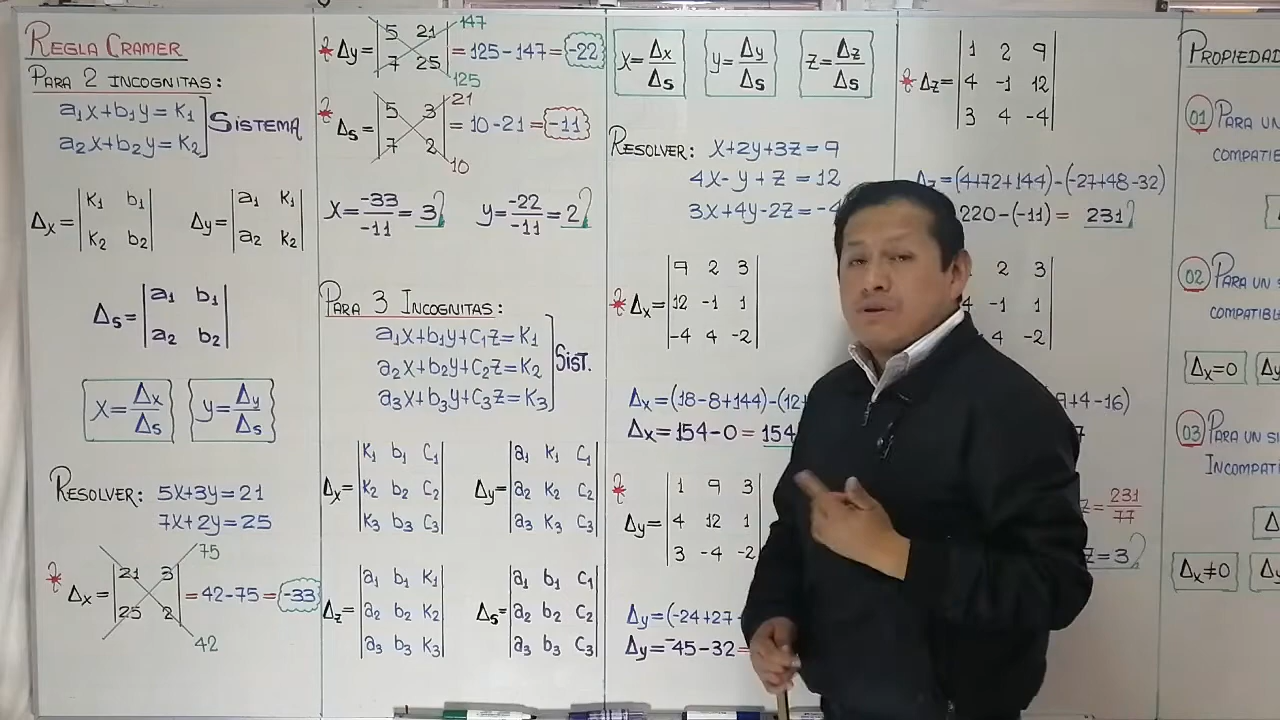 REGLA CRAMER
PARA 2 INCOGNITAS:
a₁x+b₁y=K₁
a₂x+b₂y=K₂
SISTEMA
Δx= |K₁ b₁|
|K₂ b₂|
Δy= |a₁ K₁|
|a₂ K₂|
Δs= |a₁ b₁|
|a₂ b₂|
X=Δx/Δs
y=Δy/Δs
RESOLVER: 5X+3y=21
7X+2y=25
Δx= |21 3| =42-75=-33
|25 2|
75
42
Δy= |5 21| =125-147=-22
|7 25|
147
125
Δs= |5 3| =10-21=-11
|7 2|
21
10
X=-33/-11=3
y=-22/-11=2
PARA 3 INCOGNITAS:
a₁x+b₁y+C₁z=K₁
a₂x+b₂y+C₂z=K₂
a₃x+b₃y+C₃z=K₃
SIST.
Δx= |K₁ b₁ C₁|
|K₂ b₂ C₂|
|K₃ b₃ C₃|
Δy= |a₁ K₁ C₁|
|a₂ K₂ C₂|
|a₃ K₃ C₃|
Δz= |a₁ b₁ K₁|
|a₂ b₂ K₂|
|a₃ b₃ K₃|
Δs= |a₁ b₁ C₁|
|a₂ b₂ C₂|
|a₃ b₃ C₃|
X=Δx/Δs
y=Δy/Δs
z=Δz/Δs
RESOLVER: X+2y+3z=9
4X-y+z=12
3X+4y-2z=-4
Δx= |9 2 3|
|12 -1 1|
|-4 4 -2|
Δx=(18-8+144)-(12+
Δx=154-0=154
Δy= |1 9 3|
|4 12 1|
|3 -4 -2|
Δy=(-24+27-
Δy=-45-32=
Δz= |1 2 9|
|4 -1 12|
|3 4 -4|
Δz=(4+72+144)-(-27+48-32)
220-(-11)=231
2 3|
4 -1 1|
4 -2|
9+4-16)
7
z=231/77
z=3
PROPIEDAD
01 PARA UN
COMPATIB
02 PARA UN S
COMPATIBL
Δx=0
Δy
03 PARA UN SI
INCOMPATI
Δ
Δx≠0
Δy